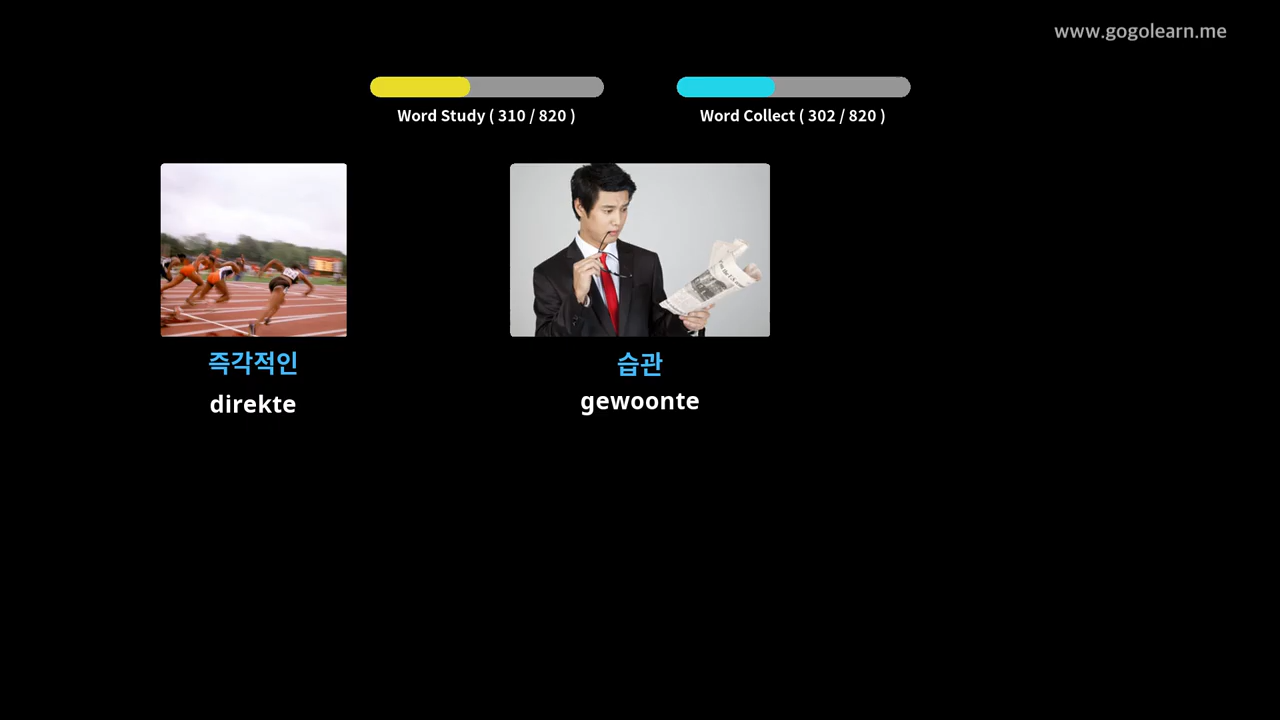 www.gogolearn.me
Word Study ( 310 / 820 )
Word Collect ( 302 / 820 )
즉각적인
direkte
습관
gewoonte